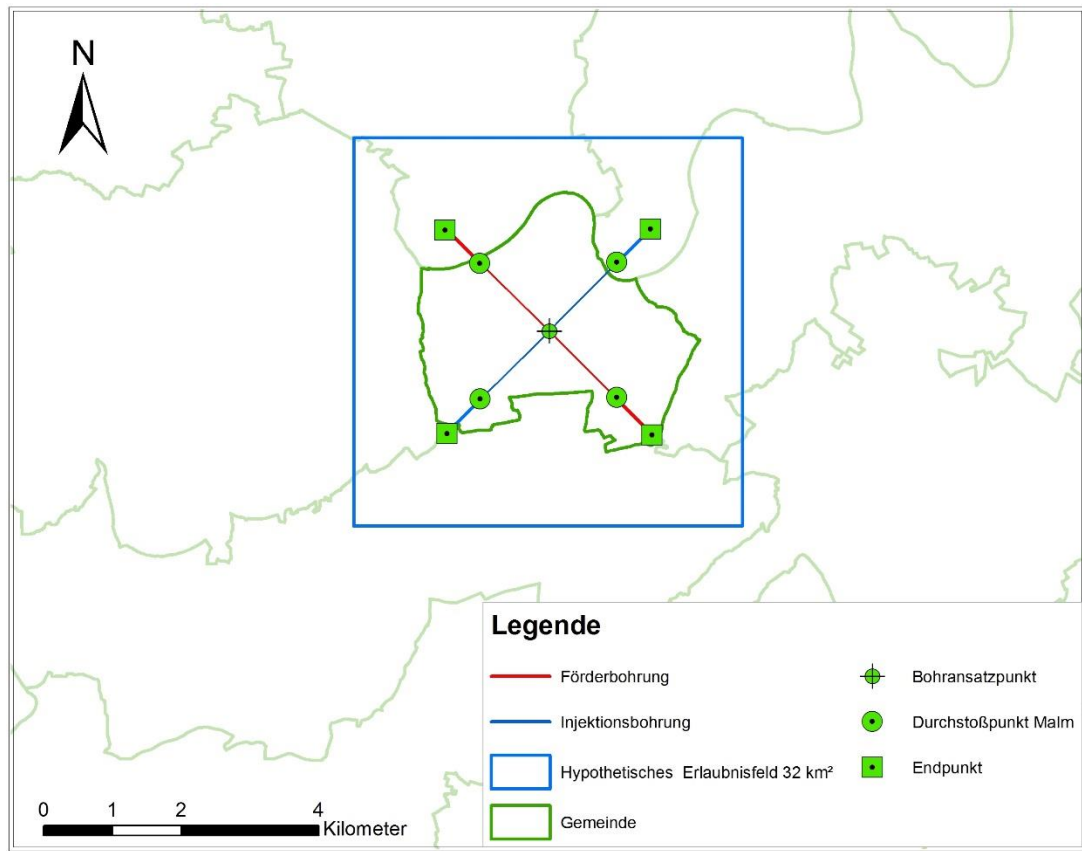 N
Legende
Förderbohrung
Injektionsbohrung
Hypothetisches Erlaubnisfeld 32 km²
Gemeinde
Bohransatzpunkt
Durchstoßpunkt Malm
Endpunkt
0 1 2 4
Kilometer